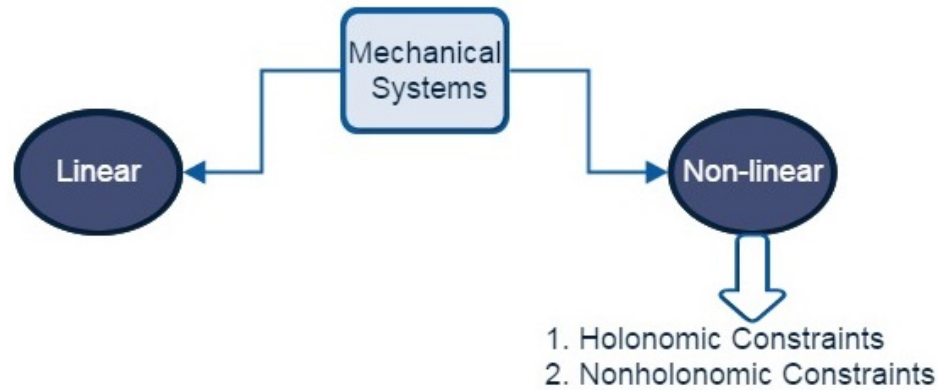 Mechanical
Systems
Linear
Non-linear
1. Holonomic Constraints
2. Nonholonomic Constraints